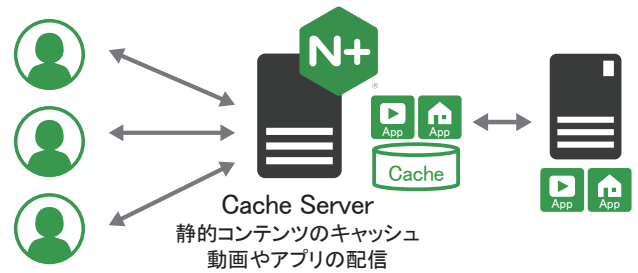 N+
®
App
App
Cache
App
App
Cache Server
静的コンテンツのキャッシュ
動画やアプリの配信